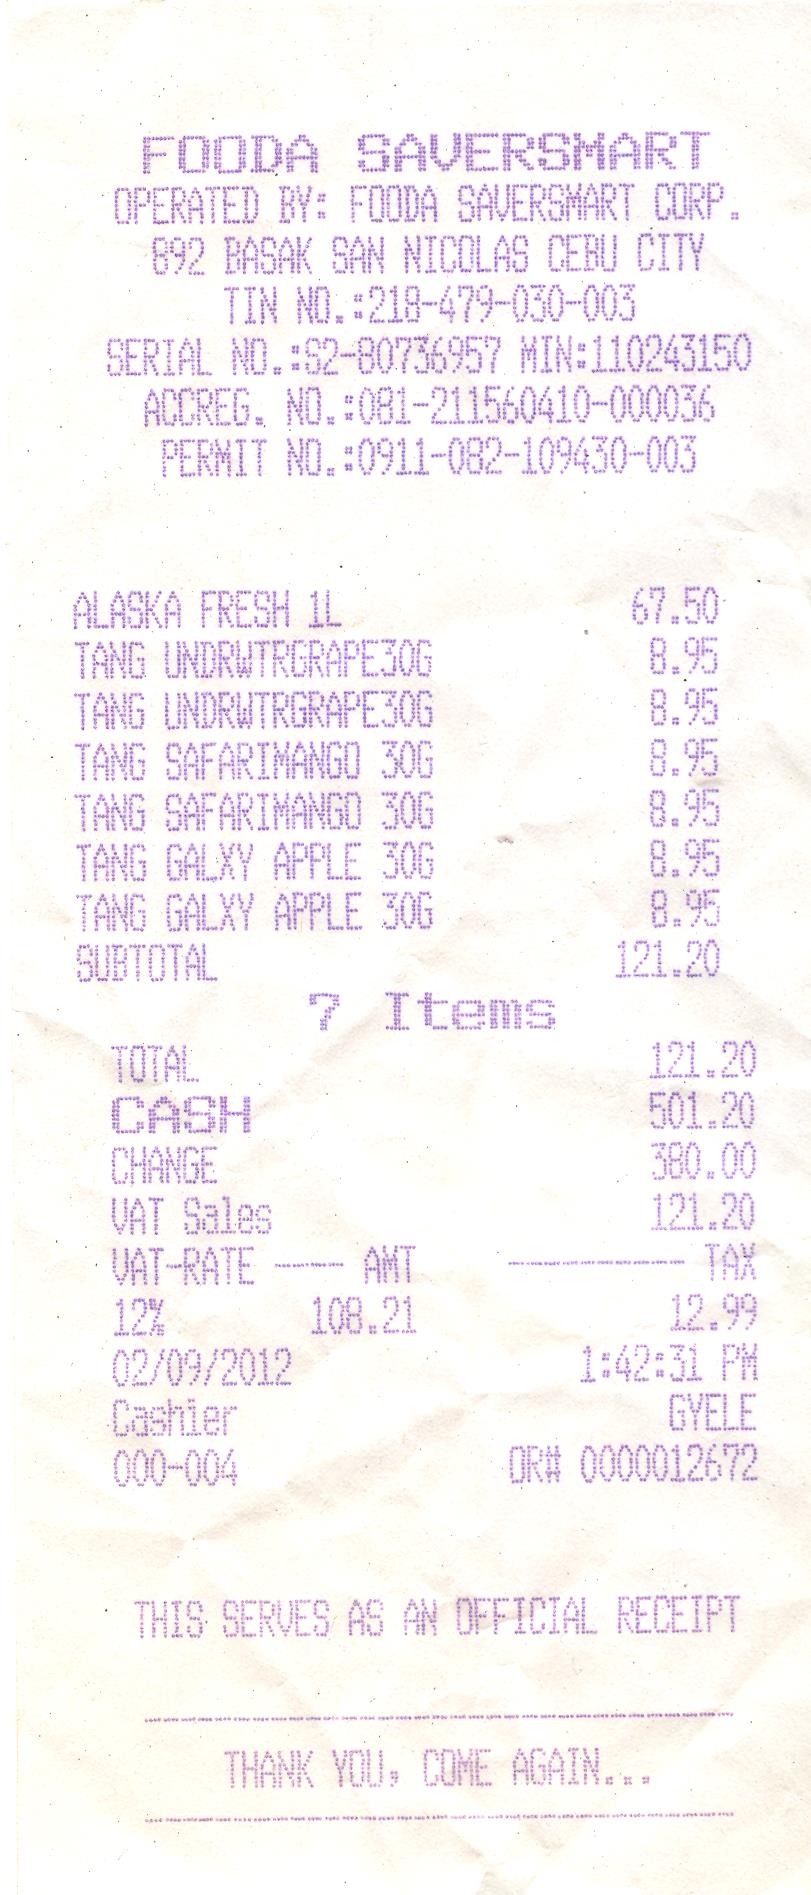 FOODA SAVERSMART
OPERATED BY: FOODA SAVERSMART CORP.
892 BASAK SAN NICOLAS CEBU CITY
TIN NO.:218-479-030-003
SERIAL NO.:S2-80736957 MIN:110243150
ACCREG. NO.:081-211560410-000036
PERMIT NO.:0911-082-109430-003
ALASKA FRESH 1L 67.50
TANG UNDRWTRGRAPE30G 8.95
TANG UNDRWTRGRAPE30G 8.95
TANG SAFARIMANGO 30G 8.95
TANG SAFARIMANGO 30G 8.95
TANG GALXY APPLE 30G 8.95
TANG GALXY APPLE 30G 8.95
SUBTOTAL 121.20
7 Items
TOTAL 121.20
CASH 501.20
CHANGE 380.00
VAT Sales 121.20
VAT-RATE ---- AMT ---------- TAX
12% 108.21 12.99
02/09/2012 1:42:31 PM
Cashier GYELE
000-004 OR# 0000012672
THIS SERVES AS AN OFFICIAL RECEIPT
THANK YOU, COME AGAIN...